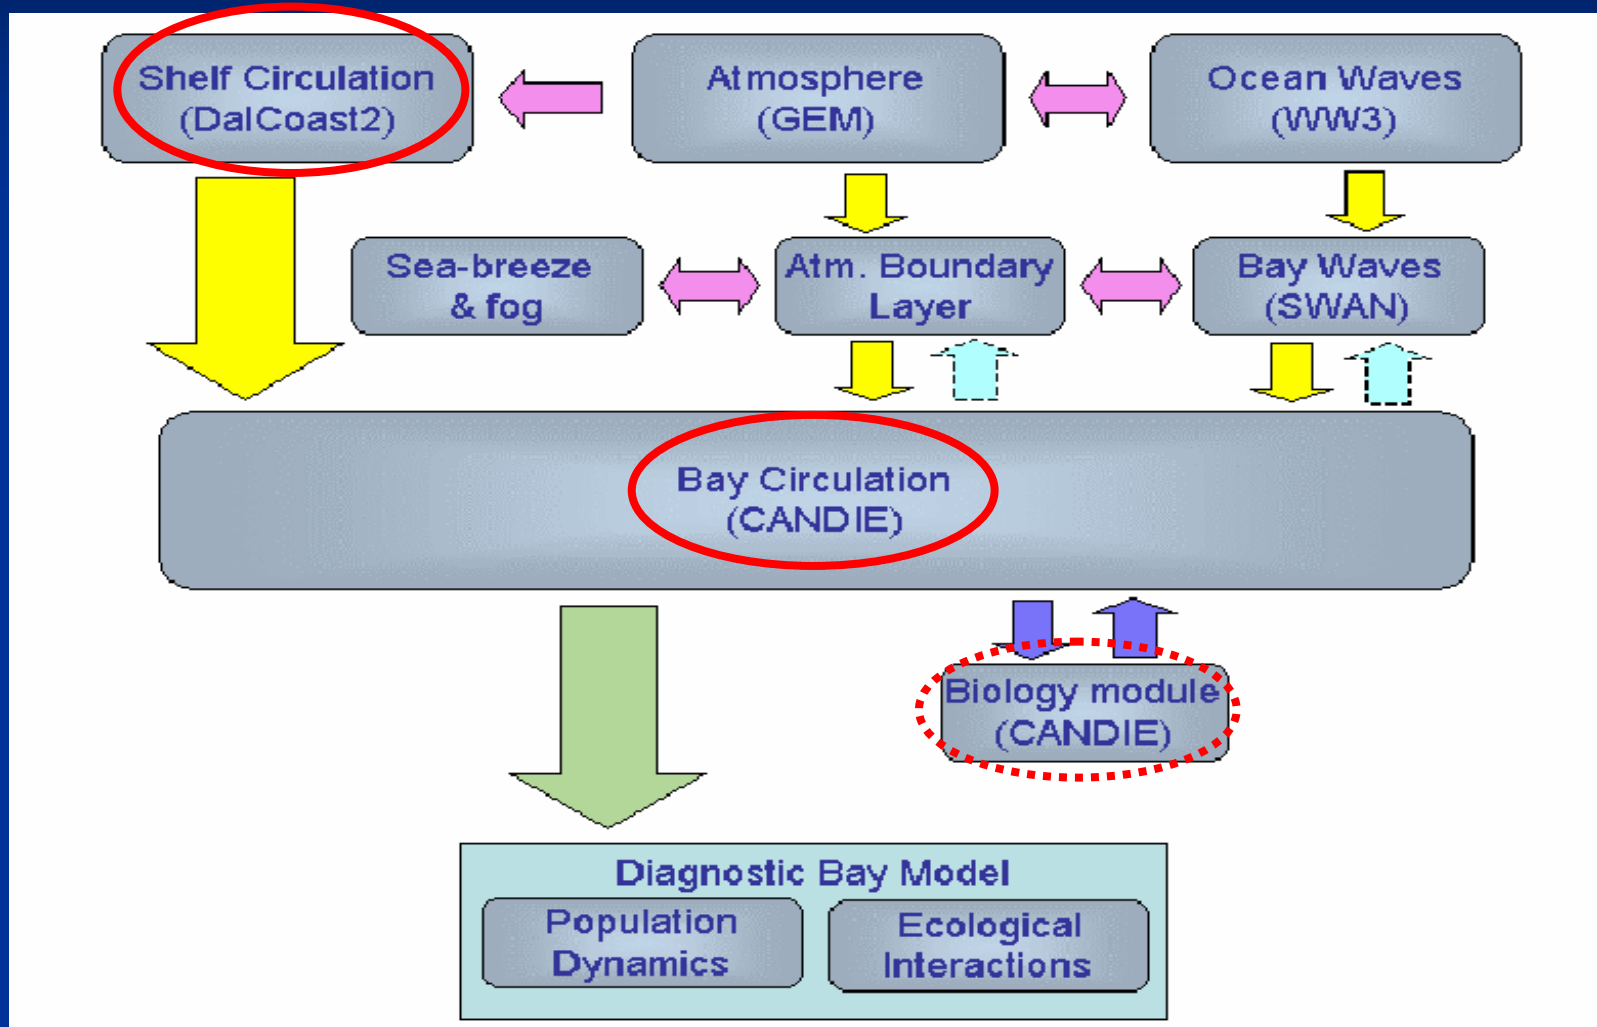 Shelf Circulation
(DalCoast2)
Atmosphere
(GEM)
Ocean Waves
(WW3)
Sea-breeze
& fog
Atm. Boundary
Layer
Bay Waves
(SWAN)
Bay Circulation
(CANDIE)
Biology module
(CANDIE)
Diagnostic Bay Model
Population
Dynamics
Ecological
Interactions